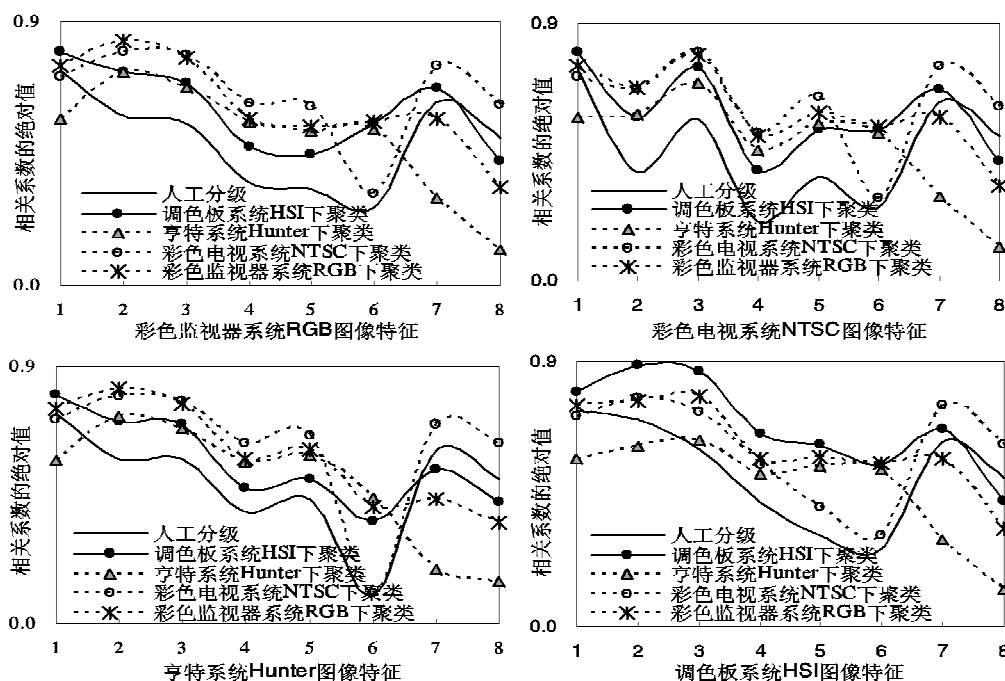 0.9
相关系数的绝对值
人工分级
调色板系统HSI下聚类
亨特系统Hunter下聚类
彩色电视系统NTSC下聚类
彩色监视器系统RGB下聚类
0.0
1 2 3 4 5 6 7 8
彩色监视器系统RGB图像特征
0.9
相关系数的绝对值
人工分级
调色板系统HSI下聚类
亨特系统Hunter下聚类
彩色电视系统NTSC下聚类
彩色监视器系统RGB下聚类
0.0
1 2 3 4 5 6 7 8
彩色电视系统NTSC图像特征
0.9
相关系数的绝对值
人工分级
调色板系统HSI下聚类
亨特系统Hunter下聚类
彩色电视系统NTSC下聚类
彩色监视器系统RGB下聚类
0.0
1 2 3 4 5 6 7 8
亨特系统Hunter图像特征
0.9
相关系数的绝对值
人工分级
调色板系统HSI下聚类
亨特系统Hunter下聚类
彩色电视系统NTSC下聚类
彩色监视器系统RGB下聚类
0.0
1 2 3 4 5 6 7 8
调色板系统HSI图像特征